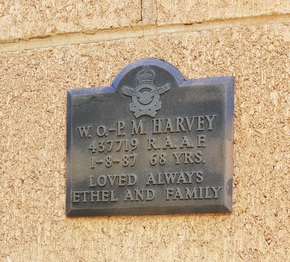 W. O.-P. M. HARVEY
437719 R.A.A.F.
1-8-87 68 YRS.
LOVED ALWAYS
ETHEL AND FAMILY